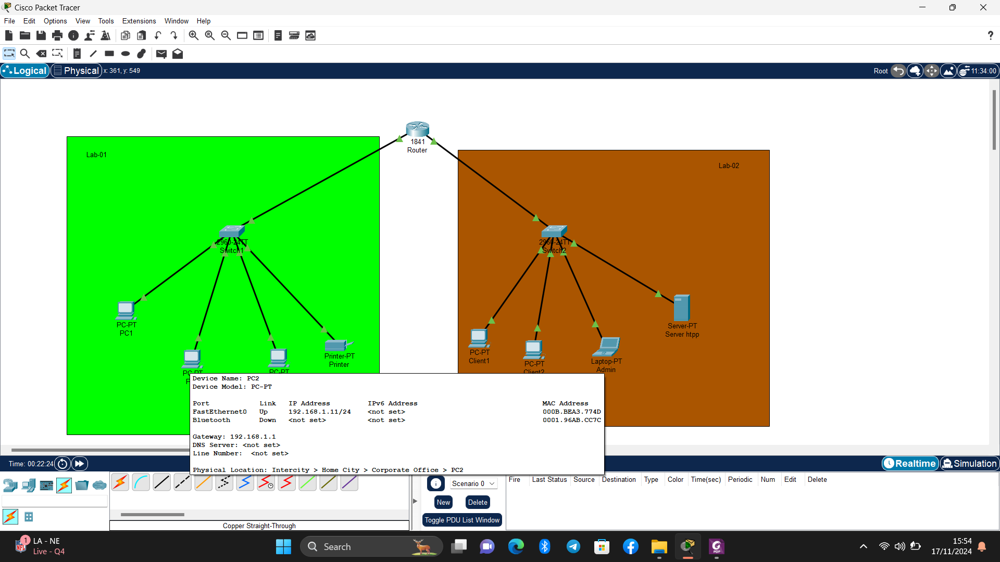 Cisco Packet Tracer
File Edit Options View Tools Extensions Window Help
Logical Physical x: 361, y: 549 Root 11:34:00
Lab-01
1841
Router
Lab-02
2960-24TT
Switch1
2960-24TT
Switch2
PC-PT
PC1
PC-PT
PC-PT
Printer-PT
Printer
PC-PT
Client1
PC-PT
Client2
Laptop-PT
Admin
Server-PT
Server htpp
Device Name: PC2
Device Model: PC-PT
Port Link IP Address IPv6 Address MAC Address
FastEthernet0 Up 192.168.1.11/24 <not set> 000B.BEA3.774D
Bluetooth Down <not set> <not set> 0001.96AB.CC7C
Gateway: 192.168.1.1
DNS Server: <not set>
Line Number: <not set>
Physical Location: Intercity > Home City > Corporate Office > PC2
Time: 00:22:24 Realtime Simulation
Scenario 0
New Delete
Toggle PDU List Window
Fire Last Status Source Destination Type Color Time(sec) Periodic Num Edit Delete
Copper Straight-Through
1 NFL LA - NE
Live - Q4
Search
PDF
15:54
17/11/2024